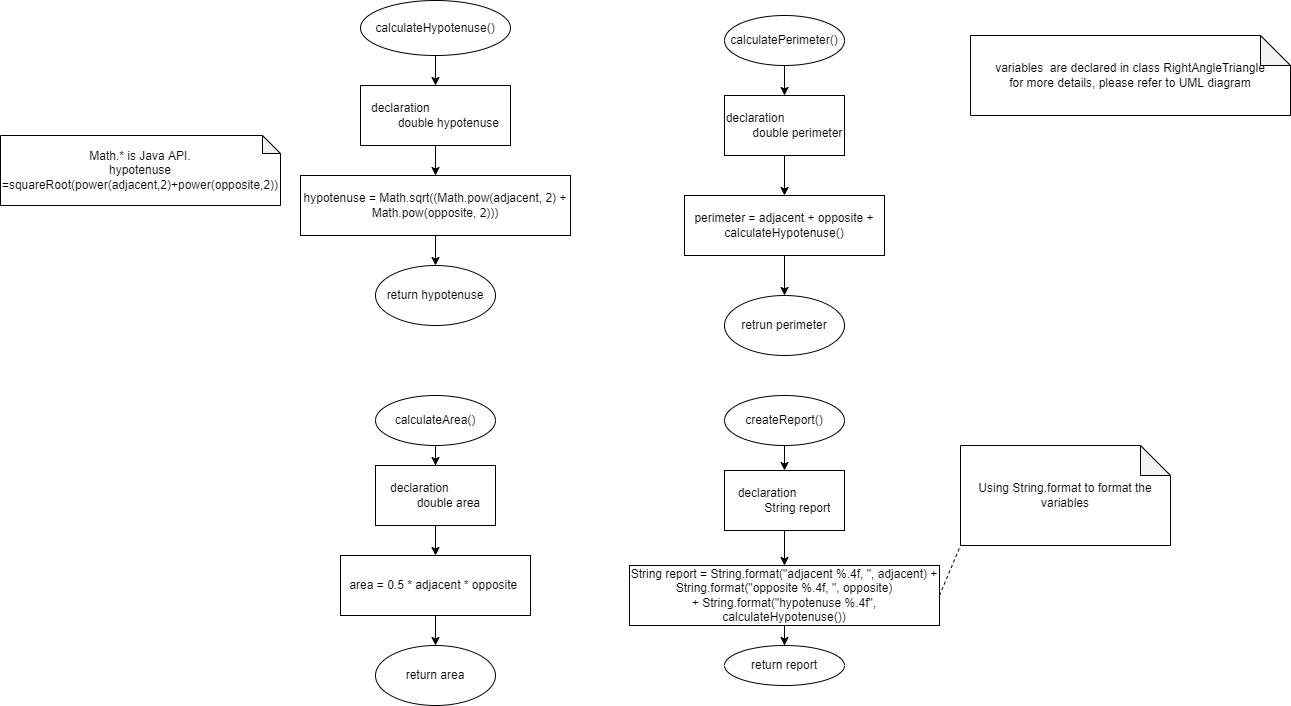 calculateHypotenuse()
declaration
double hypotenuse
Math.* is Java API.
hypotenuse
=squareRoot(power(adjacent,2)+power(opposite,2))
hypotenuse = Math.sqrt((Math.pow(adjacent, 2) +
Math.pow(opposite, 2)))
return hypotenuse
calculatePerimeter()
declaration
double perimeter
perimeter = adjacent + opposite +
calculateHypotenuse()
retrun perimeter
variables  are declared in class RightAngleTriangle
for more details, please refer to UML diagram
calculateArea()
declaration
double area
area = 0.5 * adjacent * opposite
return area
createReport()
declaration
String report
String report = String.format("adjacent %.4f, ", adjacent) +
String.format("opposite %.4f, ", opposite)
+ String.format("hypotenuse %.4f",
calculateHypotenuse())
return report
Using String.format to format the
variables